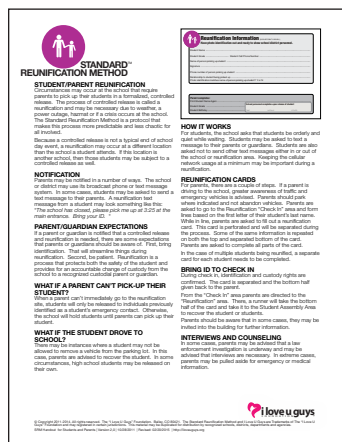 STANDARD™
REUNIFICATION METHOD
STUDENT/PARENT REUNIFICATION
Circumstances may occur at the school that require
parents to pick up their students in a formalized, controlled
release. The process of controlled release is called a
reunification and may be necessary due to weather, a
power outage, hazmat or if a crisis occurs at the school.
The Standard Reunification Method is a protocol that
makes this process more predictable and less chaotic for
all involved.
Because a controlled release is not a typical end of school
day event, a reunification may occur at a different location
than the school a student attends. If this location is
another school, then those students may be subject to a
controlled release as well.
NOTIFICATION
Parents may be notified in a number of ways. The school
or district may use its broadcast phone or text message
system. In some cases, students may be asked to send a
text message to their parents. A reunification text
message from a student may look something like this:
"The school has closed, please pick me up at 3:25 at the
main entrance. Bring your ID. "
PARENT/GUARDIAN EXPECTATIONS
If a parent or guardian is notified that a controlled release
and reunification is needed, there are some expectations
that parents or guardians should be aware of. First, bring
identification. That will streamline things during
reunification. Second, be patient. Reunification is a
process that protects both the safety of the student and
provides for an accountable change of custody from the
school to a recognized custodial parent or guardian.
WHAT IF A PARENT CAN'T PICK-UP THEIR
STUDENT?
When a parent can't immediately go to the reunification
site, students will only be released to individuals previously
identified as a student's emergency contact. Otherwise,
the school will hold students until parents can pick up their
student.
WHAT IF THE STUDENT DROVE TO
SCHOOL?
There may be instances where a student may not be
allowed to remove a vehicle from the parking lot. In this
case, parents are advised to recover the student. In some
circumstances, high school students may be released on
their own.
Reunification Information
HOW IT WORKS
For students, the school asks that students be orderly and
quiet while waiting. Students may be asked to text a
message to their parents or guardians. Students are also
asked not to send other text messages either in or out of
the school or reunification area. Keeping the cellular
network usage at a minimum may be important during a
reunification.
REUNIFICATION CARDS
For parents, there are a couple of steps. If a parent is
driving to the school, greater awareness of traffic and
emergency vehicles is advised. Parents should park
where indicated and not abandon vehicles. Parents are
asked to go to the Reunification "Check In" area and form
lines based on the first letter of their student's last name.
While in line, parents are asked to fill out a reunification
card. This card is perforated and will be separated during
the process. Some of the same information is repeated
on both the top and separated bottom of the card.
Parents are asked to complete all parts of the card.
In the case of multiple students being reunified, a separate
card for each student needs to be completed.
BRING ID TO CHECK IN
During check in, identification and custody rights are
confirmed. The card is separated and the bottom half
given back to the parent.
From the "Check In" area parents are directed to the
"Reunification" area. There, a runner will take the bottom
half of the card and take it to the Student Assembly Area
to recover the student or students.
Parents should be aware that in some cases, they may be
invited into the building for further information.
INTERVIEWS AND COUNSELING
In some cases, parents may be advised that a law
enforcement investigation is underway and may be
advised that interviews are necessary. In extreme cases,
parents may be pulled aside for emergency or medical
information.
i love u guys